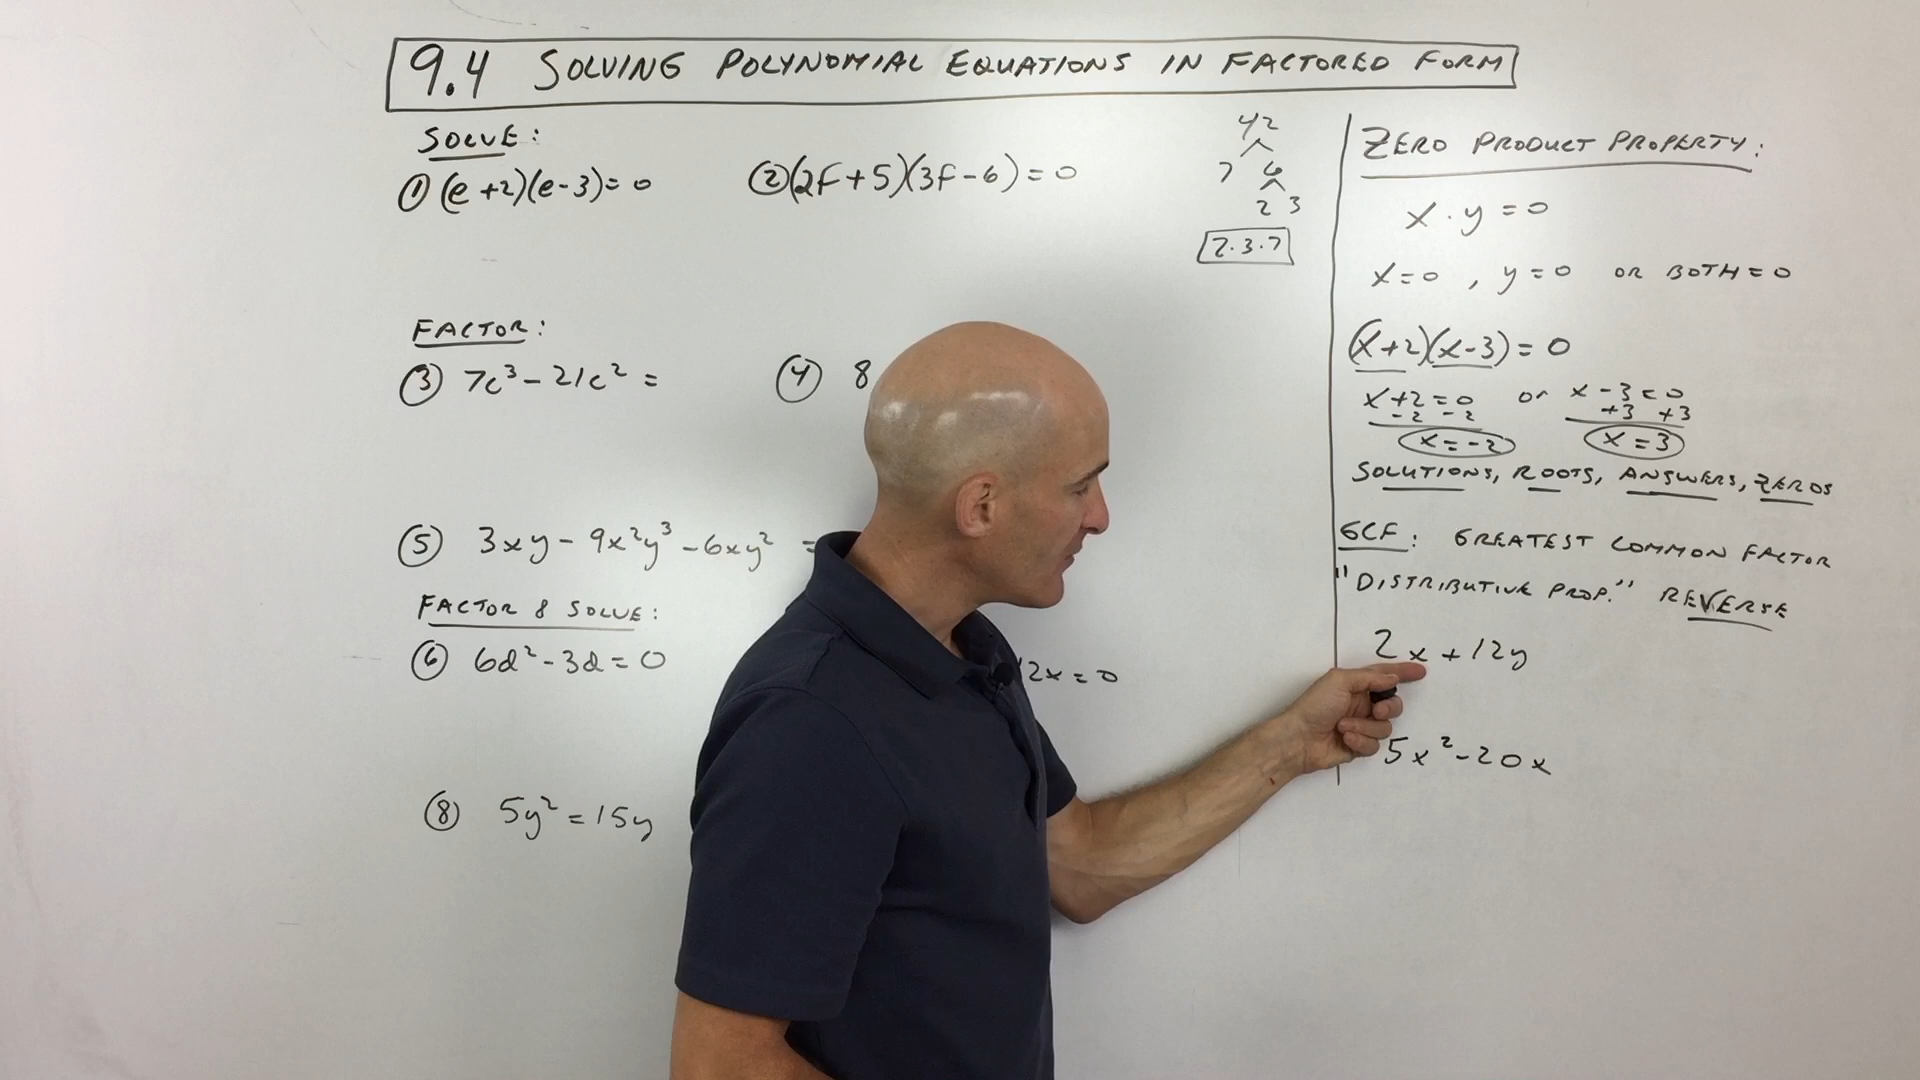 9.4 SOLVING POLYNOMIAL EQUATIONS IN FACTORED FORM
SOLVE:
① (e+2)(e-3)=0
② (2f+5)(3f-6)=0
42
7 6
2 3
2·3·7
FACTOR:
③ 7c³-21c²=
④ 8
⑤ 3xy-9x²y³-6xy²=
FACTOR & SOLVE:
⑥ 6d²-3d=0
12x=0
⑧ 5y²=15y
ZERO PRODUCT PROPERTY:
x·y=0
x=0, y=0 OR BOTH=0
(x+2)(x-3)=0
x+2=0 or x-3=0
-2 -2 +3 +3
x=-2 x=3
SOLUTIONS, ROOTS, ANSWERS, ZEROS
GCF: GREATEST COMMON FACTOR
"DISTRIBUTIVE PROP." REVERSE
2x+12y
5x²-20x